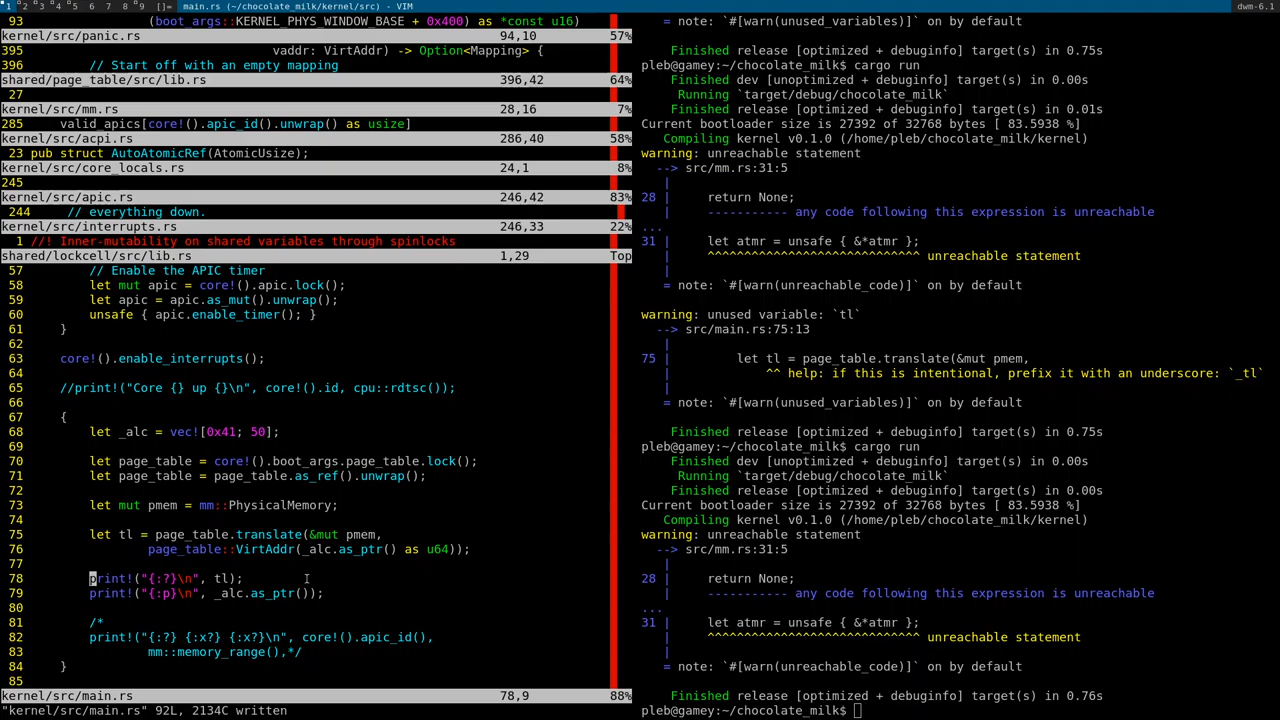 1 2 3 4 5 6 7 8 9 []= main.rs (~/chocolate_milk/kernel/src) - VIM dwm-6.1
93 (boot_args::KERNEL_PHYS_WINDOW_BASE + 0x400) as *const u16)
kernel/src/panic.rs 94,10 57%
395 vaddr: VirtAddr) -> Option<Mapping> {
396 // Start off with an empty mapping
shared/page_table/src/lib.rs 396,42 64%
27
kernel/src/mm.rs 28,16 7%
285 valid_apics[core!().apic_id().unwrap() as usize]
kernel/src/acpi.rs 286,40 58%
23 pub struct AutoAtomicRef(AtomicUsize);
kernel/src/core_locals.rs 24,1 8%
245
kernel/src/apic.rs 246,42 83%
244 // everything down.
kernel/src/interrupts.rs 246,33 22%
1 //! Inner-mutability on shared variables through spinlocks
shared/lockcell/src/lib.rs 1,29 Top
57 // Enable the APIC timer
58 let mut apic = core!().apic.lock();
59 let apic = apic.as_mut().unwrap();
60 unsafe { apic.enable_timer(); }
61 }
62
63 core!().enable_interrupts();
64
65 //print!("Core {} up {}\n", core!().id, cpu::rdtsc());
66
67 {
68 let _alc = vec![0x41; 50];
69
70 let page_table = core!().boot_args.page_table.lock();
71 let page_table = page_table.as_ref().unwrap();
72
73 let mut pmem = mm::PhysicalMemory;
74
75 let tl = page_table.translate(&mut pmem,
76 page_table::VirtAddr(_alc.as_ptr() as u64));
77
78 print!("{:?}\n", tl);
79 print!("{:p}\n", _alc.as_ptr());
80
81 /*
82 print!("{:?} {:x?} {:x?}\n", core!().apic_id(),
83 mm::memory_range(),*/
84 }
85
kernel/src/main.rs 78,9 88%
"kernel/src/main.rs" 92L, 2134C written
= note: `#[warn(unused_variables)]` on by default
Finished release [optimized + debuginfo] target(s) in 0.75s
pleb@gamey:~/chocolate_milk$ cargo run
Finished dev [unoptimized + debuginfo] target(s) in 0.00s
Running `target/debug/chocolate_milk`
Finished release [optimized + debuginfo] target(s) in 0.01s
Current bootloader size is 27392 of 32768 bytes [ 83.5938 %]
Compiling kernel v0.1.0 (/home/pleb/chocolate_milk/kernel)
warning: unreachable statement
--> src/mm.rs:31:5
|
28 | return None;
| ----------- any code following this expression is unreachable
...
31 | let atmr = unsafe { &*atmr };
| ^^^^^^^^^^^^^^^^^^^^^^^^^^^^ unreachable statement
|
= note: `#[warn(unreachable_code)]` on by default
warning: unused variable: `tl`
--> src/main.rs:75:13
|
75 | let tl = page_table.translate(&mut pmem,
| ^^ help: if this is intentional, prefix it with an underscore: `_tl`
|
= note: `#[warn(unused_variables)]` on by default
Finished release [optimized + debuginfo] target(s) in 0.75s
pleb@gamey:~/chocolate_milk$ cargo run
Finished dev [unoptimized + debuginfo] target(s) in 0.00s
Running `target/debug/chocolate_milk`
Finished release [optimized + debuginfo] target(s) in 0.00s
Current bootloader size is 27392 of 32768 bytes [ 83.5938 %]
Compiling kernel v0.1.0 (/home/pleb/chocolate_milk/kernel)
warning: unreachable statement
--> src/mm.rs:31:5
|
28 | return None;
| ----------- any code following this expression is unreachable
...
31 | let atmr = unsafe { &*atmr };
| ^^^^^^^^^^^^^^^^^^^^^^^^^^^^ unreachable statement
|
= note: `#[warn(unreachable_code)]` on by default
Finished release [optimized + debuginfo] target(s) in 0.76s
pleb@gamey:~/chocolate_milk$